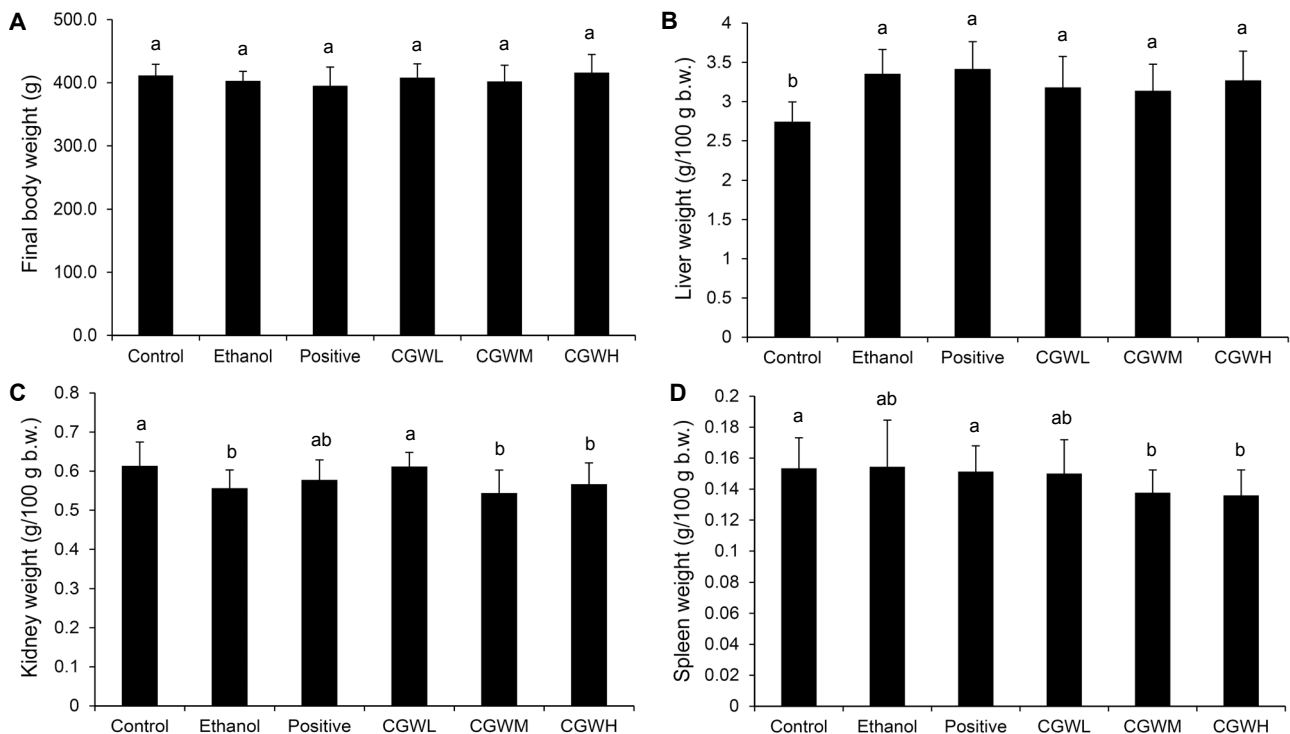 A
Final body weight (g)
500.0
400.0
300.0
200.0
100.0
0.0
a a a a a a
Control Ethanol Positive CGWL CGWM CGWH
B
Liver weight (g/100 g b.w.)
4
3.5
3
2.5
2
1.5
1
0.5
0
b a a a a a
Control Ethanol Positive CGWL CGWM CGWH
C
Kidney weight (g/100 g b.w.)
0.8
0.7
0.6
0.5
0.4
0.3
0.2
0.1
0
a b ab a b b
Control Ethanol Positive CGWL CGWM CGWH
D
Spleen weight (g/100 g b.w.)
0.2
0.18
0.16
0.14
0.12
0.1
0.08
0.06
0.04
0.02
0
a ab a ab b b
Control Ethanol Positive CGWL CGWM CGWH